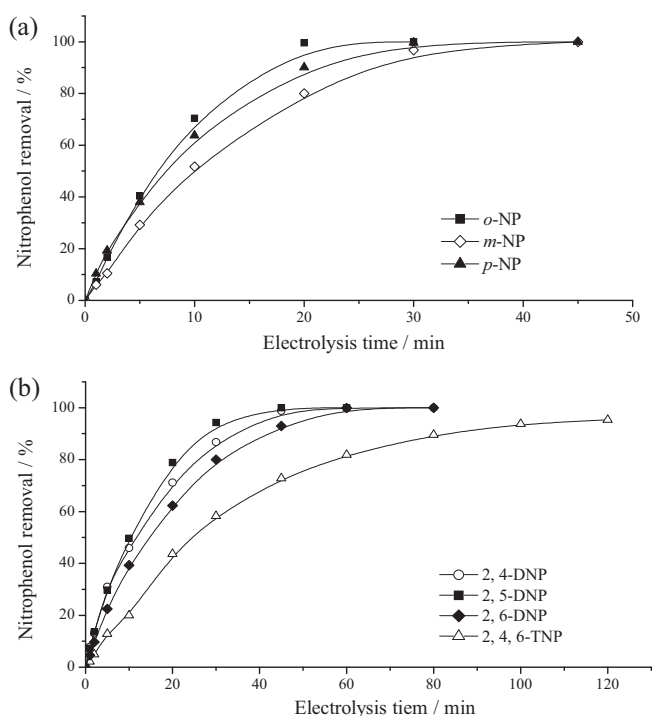 (a)
100
80
60
40
20
0
Nitrophenol removal / %
o-NP
m-NP
p-NP
0 10 20 30 40 50
Electrolysis time / min
(b)
100
80
60
40
20
0
Nitrophenol removal / %
2, 4-DNP
2, 5-DNP
2, 6-DNP
2, 4, 6-TNP
0 20 40 60 80 100 120
Electrolysis tiem / min